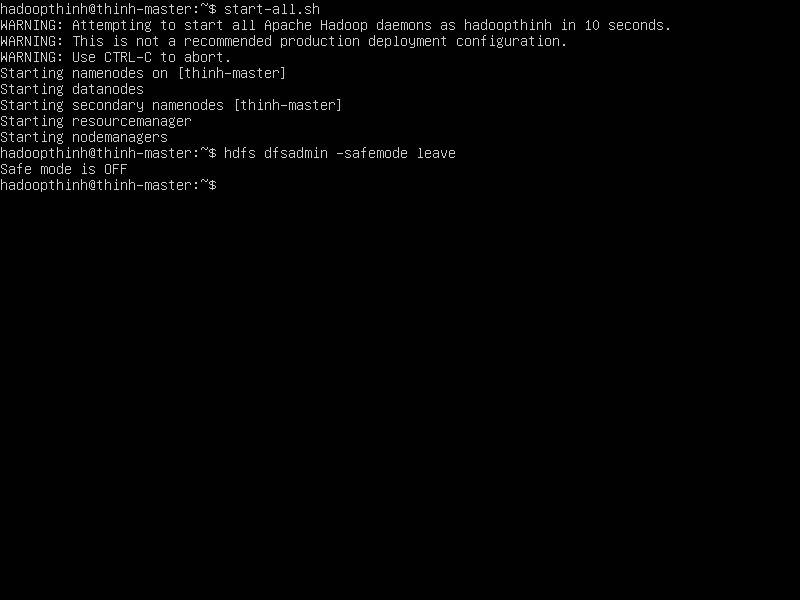 hadoopthinh@thinh-master:~$ start-all.sh
WARNING: Attempting to start all Apache Hadoop daemons as hadoopthinh in 10 seconds.
WARNING: This is not a recommended production deployment configuration.
WARNING: Use CTRL-C to abort.
Starting namenodes on [thinh-master]
Starting datanodes
Starting secondary namenodes [thinh-master]
Starting resourcemanager
Starting nodemanagers
hadoopthinh@thinh-master:~$ hdfs dfsadmin -safemode leave
Safe mode is OFF
hadoopthinh@thinh-master:~$